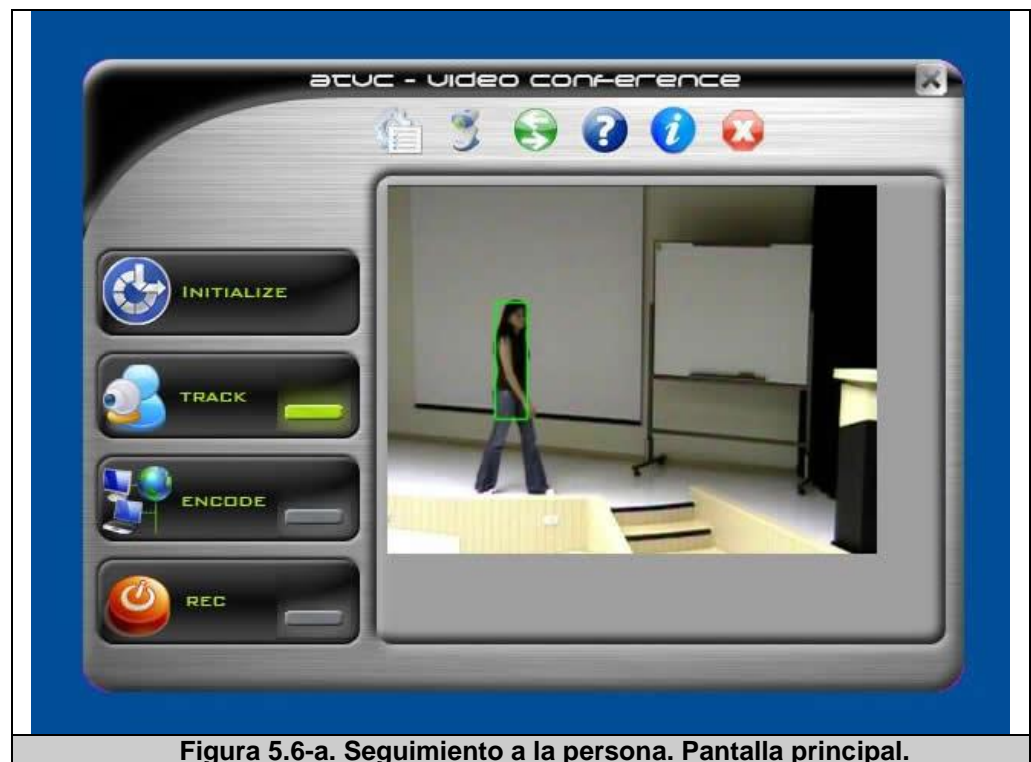 ATVC - VIDEO CONFERENCE
INITIALIZE
TRACK
ENCODE
REC
Figura 5.6-a. Seguimiento a la persona. Pantalla principal.